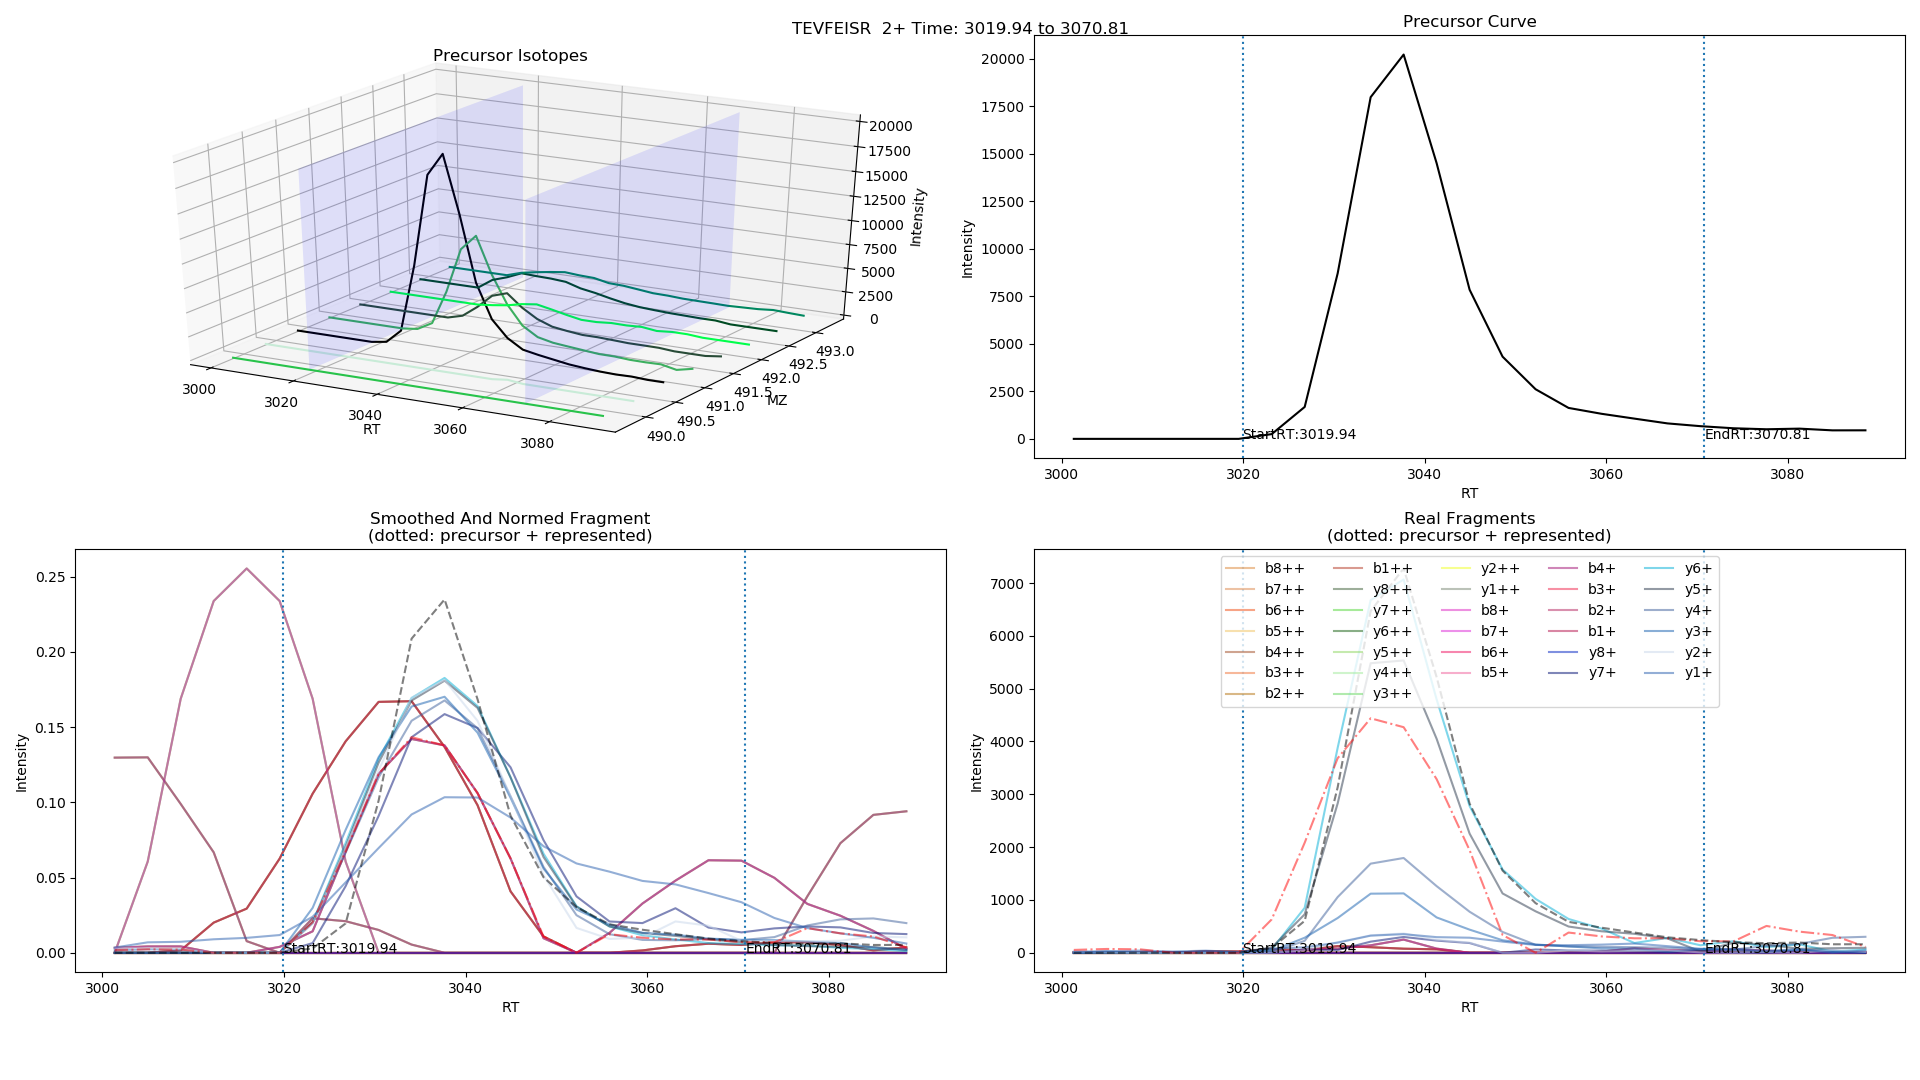 TEVFEISR 2+ Time: 3019.94 to 3070.81
Precursor Isotopes
20000
17500
15000
12500
10000
7500
5000
2500
0
Intensity
3000
3020
3040
3060
3080
RT
490.0
490.5
491.0
491.5
492.0
492.5
493.0
MZ
Precursor Curve
20000
17500
15000
12500
10000
7500
5000
2500
0
Intensity
StartRT:3019.94
EndRT:3070.81
3000
3020
3040
3060
3080
RT
Smoothed And Normed Fragment
(dotted: precursor + represented)
0.25
0.20
0.15
0.10
0.05
0.00
Intensity
StartRT:3019.94
EndRT:3070.81
3000
3020
3040
3060
3080
RT
Real Fragments
(dotted: precursor + represented)
7000
6000
5000
4000
3000
2000
1000
0
Intensity
b8++
b7++
b6++
b5++
b4++
b3++
b2++
b1++
y8++
y7++
y6++
y5++
y4++
y3++
y2++
y1++
b8+
b7+
b6+
b5+
b4+
b3+
b2+
b1+
y8+
y7+
y6+
y5+
y4+
y3+
y2+
y1+
StartRT:3019.94
EndRT:3070.81
3000
3020
3040
3060
3080
RT